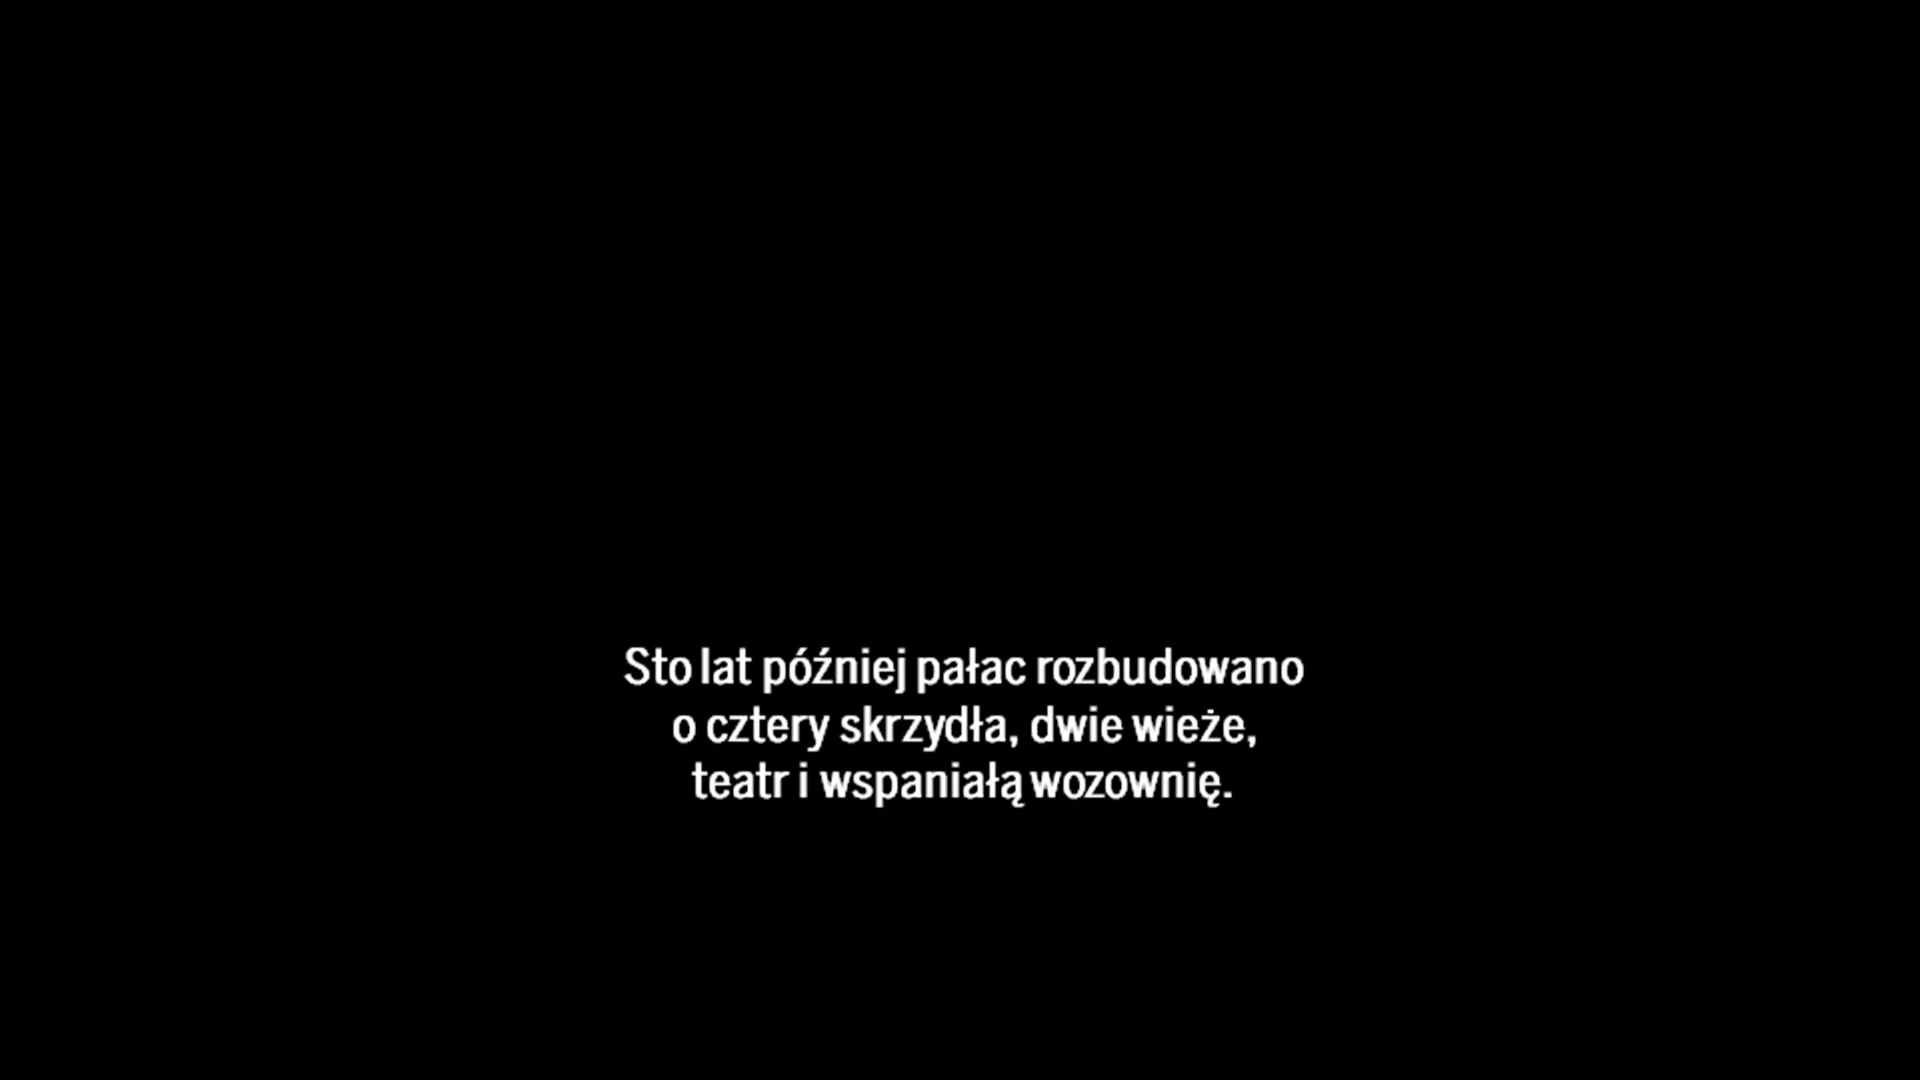 Sto lat później pałac rozbudowano
o cztery skrzydła, dwie wieże,
teatr i wspaniałą wozownię.